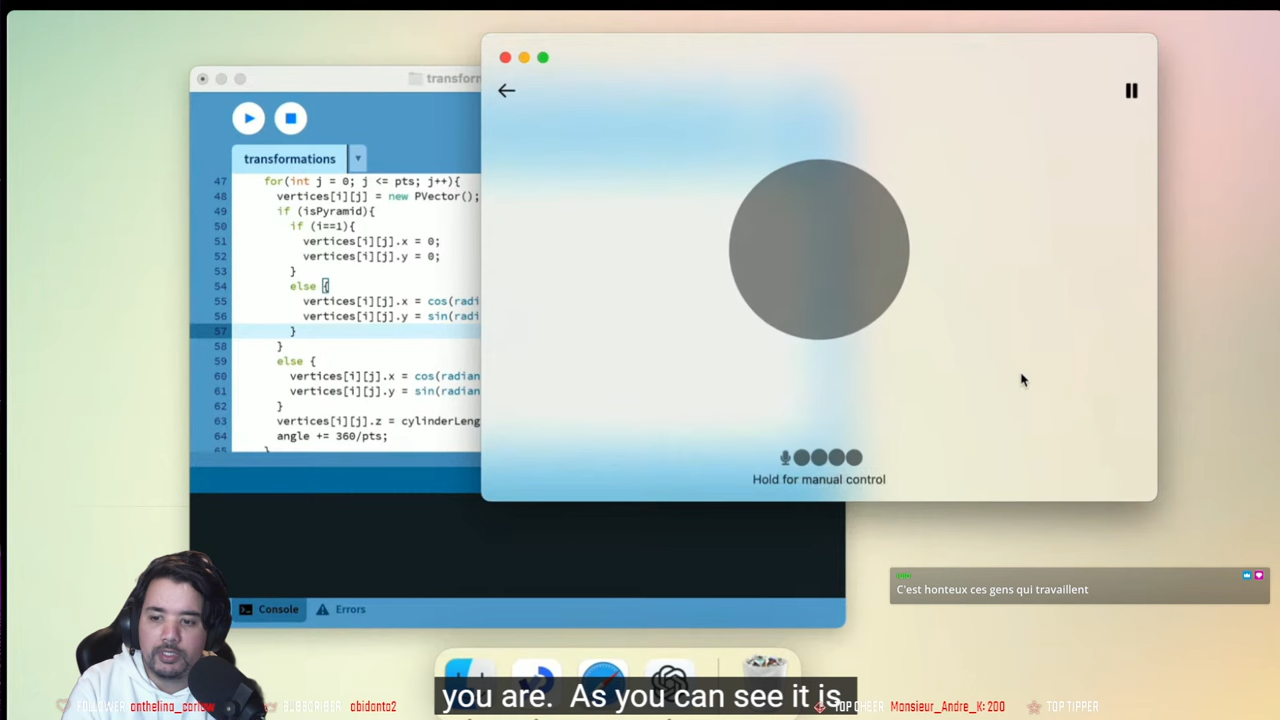 transform
transformations
47 for(int j = 0; j <= pts; j++){
48 vertices[i][j] = new PVector();
49 if (isPyramid){
50 if (i==1){
51 vertices[i][j].x = 0;
52 vertices[i][j].y = 0;
53 }
54 else {
55 vertices[i][j].x = cos(radi
56 vertices[i][j].y = sin(radi
57 }
58 }
59 else {
60 vertices[i][j].x = cos(radian
61 vertices[i][j].y = sin(radian
62 }
63 vertices[i][j].z = cylinderLeng
64 angle += 360/pts;
65 }
Hold for manual control
C'est honteux ces gens qui travaillent
Console Errors
you are. As you can see it is
FOLLOWER anthelino_carlow
abidonto2
TOP CHEER Monsieur_Andre_K: 200
TOP TIPPER